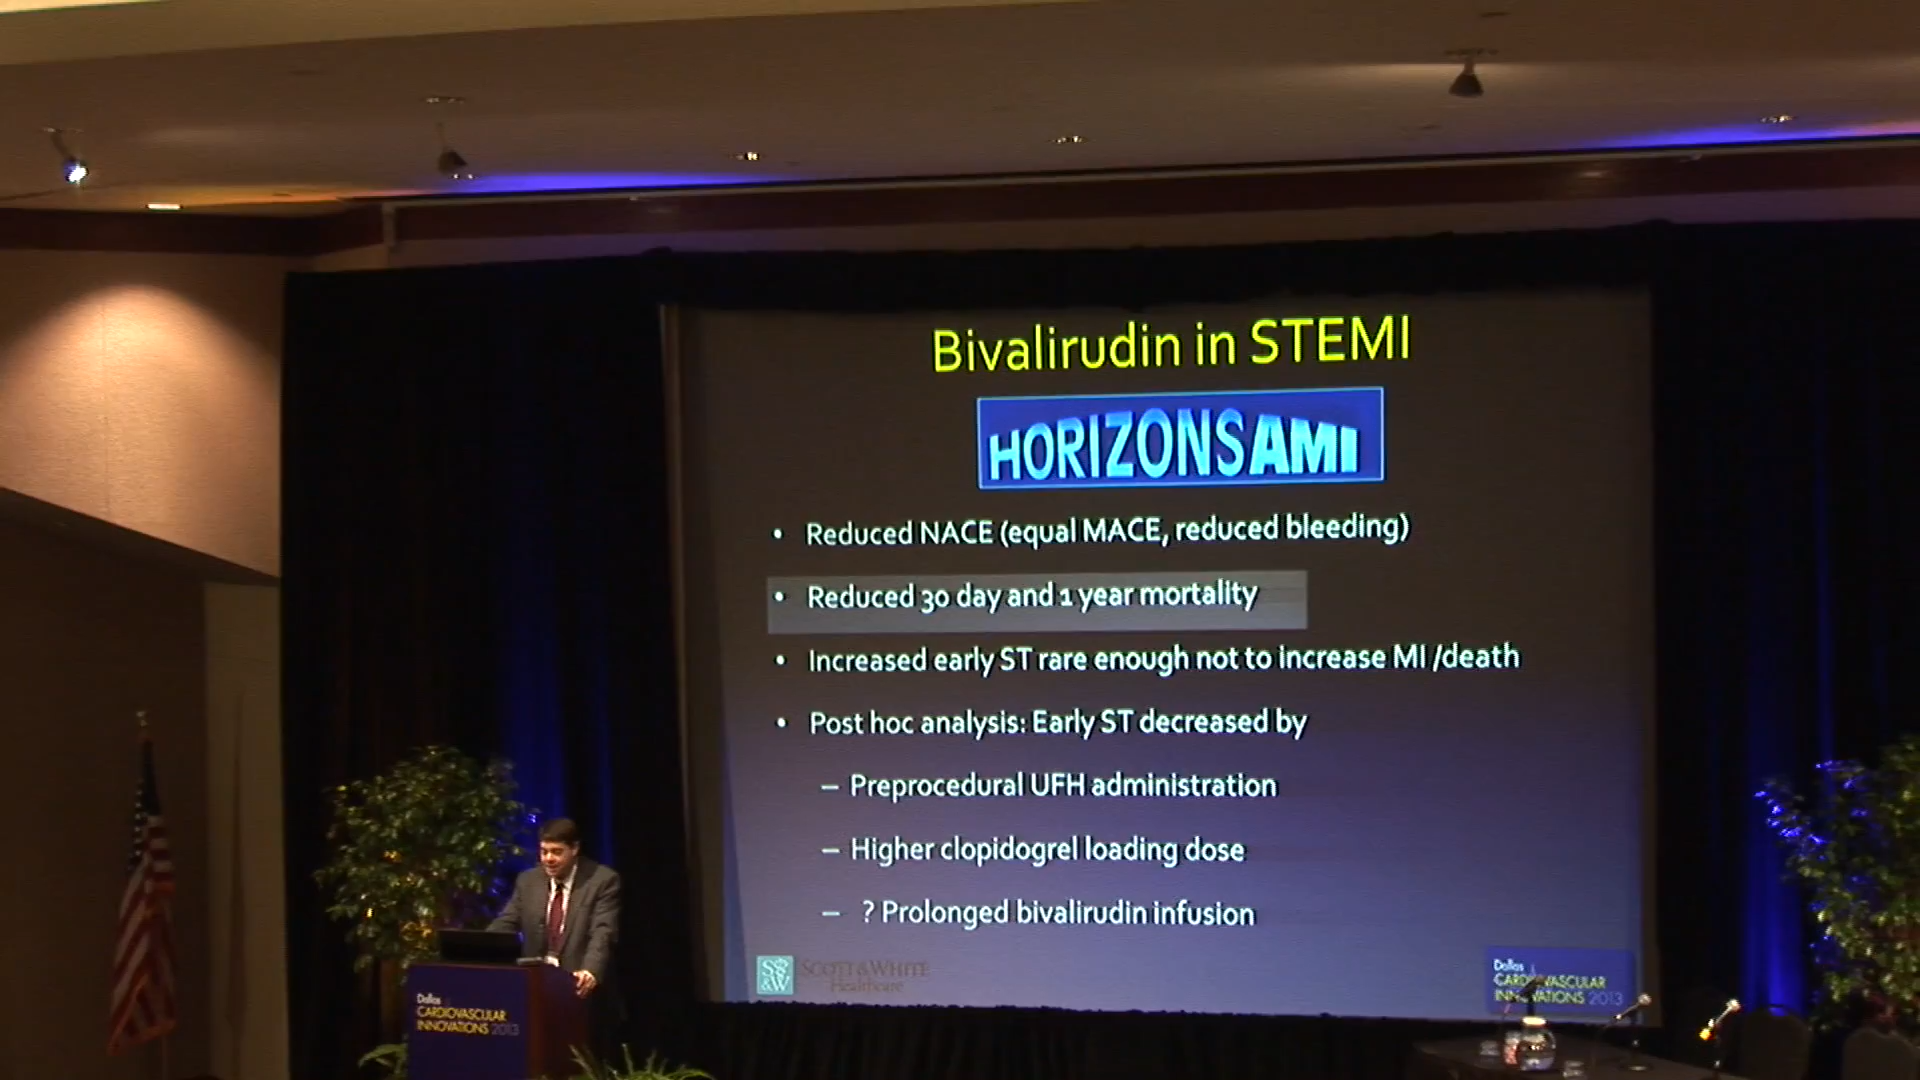 Bivalirudin in STEMI
HORIZONSAMI
• Reduced NACE (equal MACE, reduced bleeding)
• Reduced 30 day and 1 year mortality
• Increased early ST rare enough not to increase MI /death
• Post hoc analysis: Early ST decreased by
– Preprocedural UFH administration
– Higher clopidogrel loading dose
– ? Prolonged bivalirudin infusion
S&W
SCOTT & WHITE
Healthcare
Dallas
CARDIOVASCULAR
INNOVATIONS 2013
Dallas
CARDIOVASCULAR
INNOVATIONS 2013